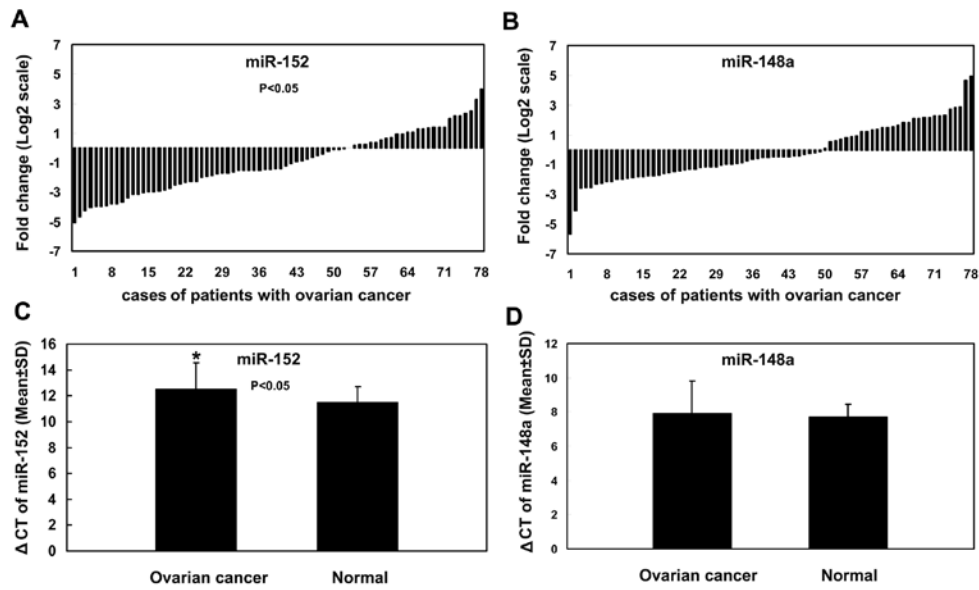 A
B
7
5
3
1
-1
-3
-5
-7
Fold change (Log2 scale)
miR-152
P<0.05
1 8 15 22 29 36 43 50 57 64 71 78
cases of patients with ovarian cancer
7
5
3
1
-1
-3
-5
-7
Fold change (Log2 scale)
miR-148a
1 8 15 22 29 36 43 50 57 64 71 78
cases of patients with ovarian cancer
C
D
16
14
12
10
8
6
4
2
0
Δ CT of miR-152 (Mean±SD)
*
miR-152
P<0.05
Ovarian cancer Normal
12
10
8
6
4
2
0
Δ CT of miR-148a (Mean±SD)
miR-148a
Ovarian cancer Normal